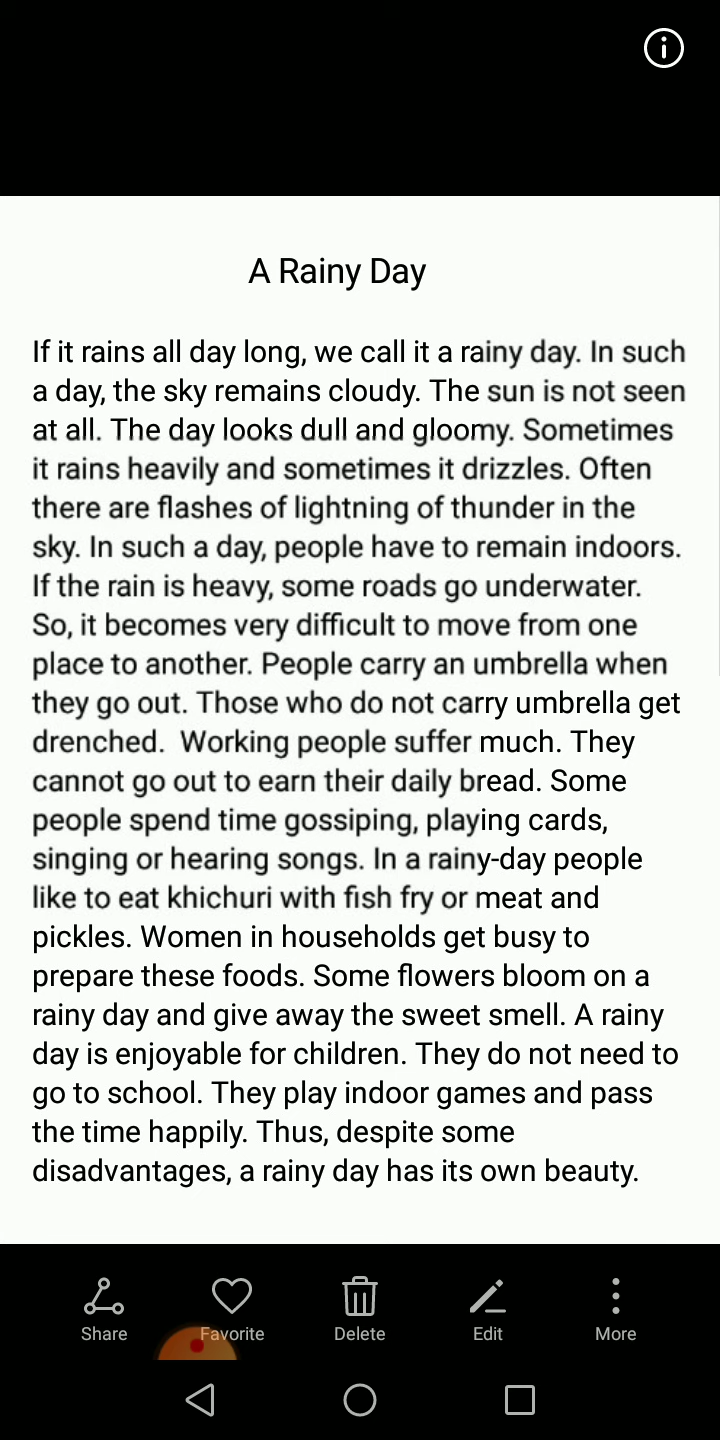 A Rainy Day
If it rains all day long, we call it a rainy day. In such
a day, the sky remains cloudy. The sun is not seen
at all. The day looks dull and gloomy. Sometimes
it rains heavily and sometimes it drizzles. Often
there are flashes of lightning of thunder in the
sky. In such a day, people have to remain indoors.
If the rain is heavy, some roads go underwater.
So, it becomes very difficult to move from one
place to another. People carry an umbrella when
they go out. Those who do not carry umbrella get
drenched.  Working people suffer much. They
cannot go out to earn their daily bread. Some
people spend time gossiping, playing cards,
singing or hearing songs. In a rainy-day people
like to eat khichuri with fish fry or meat and
pickles. Women in households get busy to
prepare these foods. Some flowers bloom on a
rainy day and give away the sweet smell. A rainy
day is enjoyable for children. They do not need to
go to school. They play indoor games and pass
the time happily. Thus, despite some
disadvantages, a rainy day has its own beauty.
Share Favorite Delete Edit More